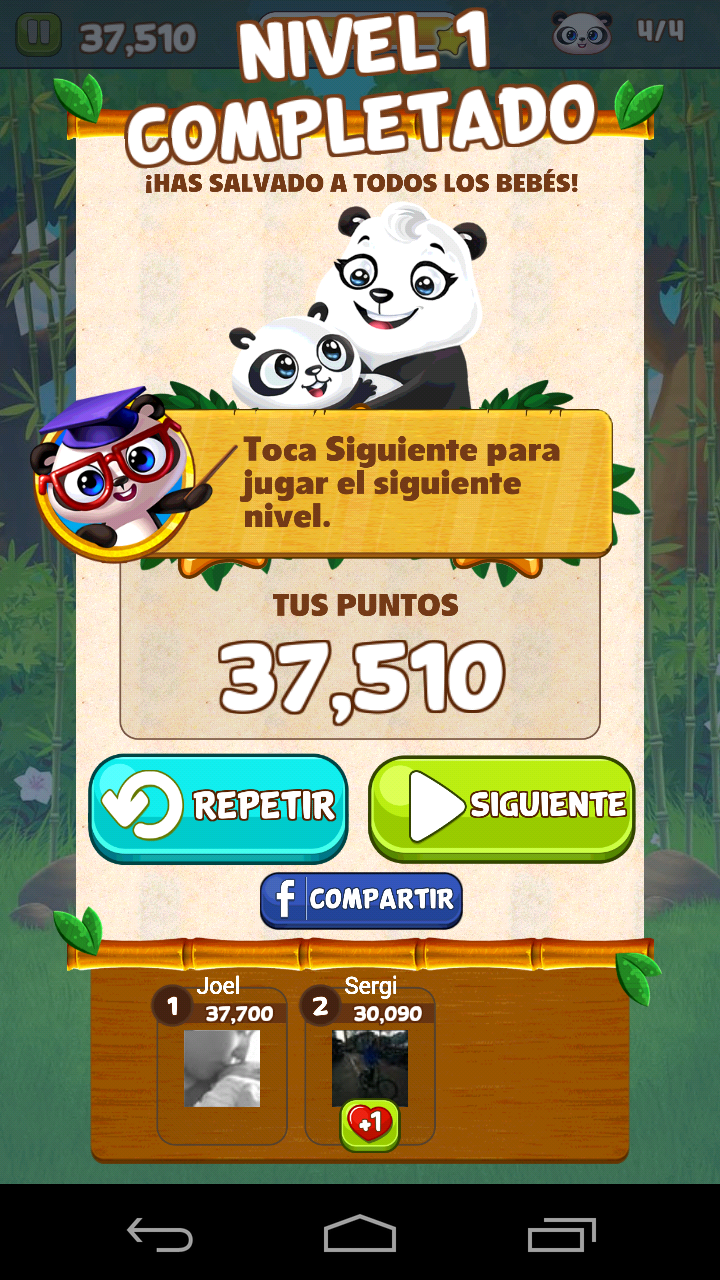 37,510
4/4
NIVEL 1
COMPLETADO
¡HAS SALVADO A TODOS LOS BEBÉS!
Toca Siguiente para
jugar el siguiente
nivel.
TUS PUNTOS
37,510
REPETIR
SIGUIENTE
f COMPARTIR
Joel
1 37,700
Sergi
2 30,090
+1